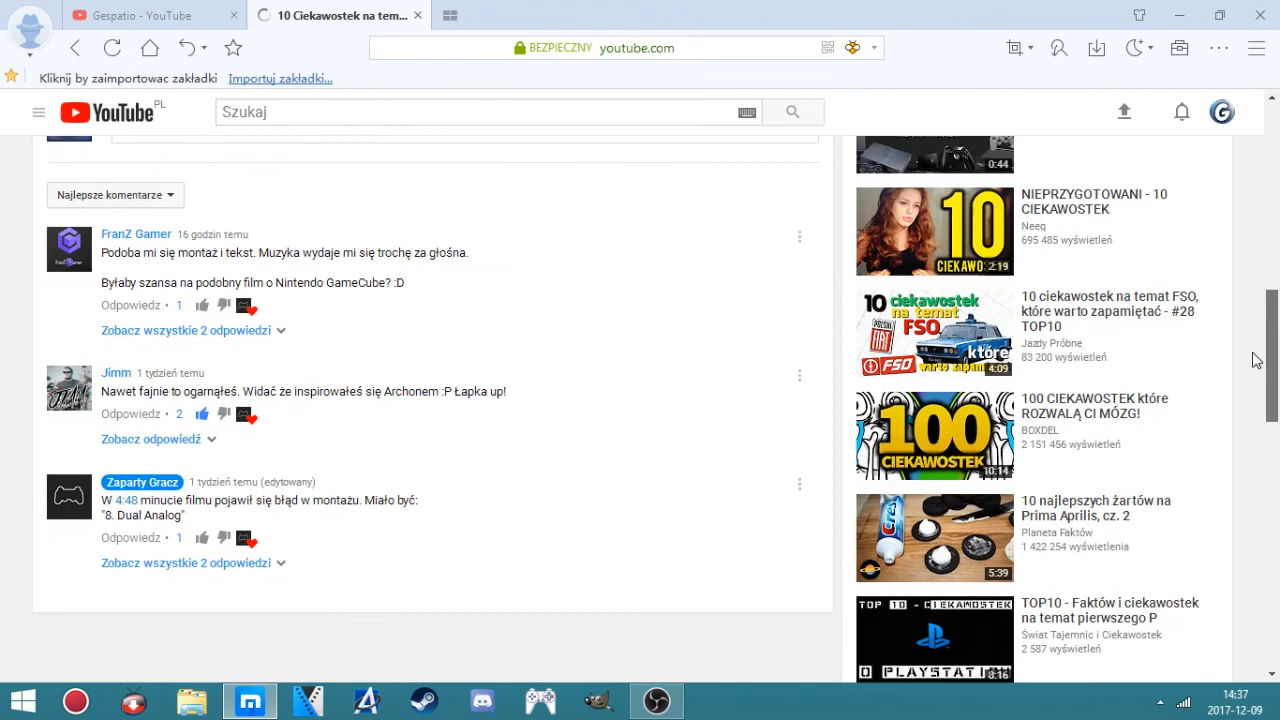 Gespatio - YouTube
10 Ciekawostek na tem...
BEZPIECZNY youtube.com
Kliknij by zaimportowac zakładki
Importuj zakładki...
YouTube PL
Szukaj
G
Najlepsze komentarze
FranZ Gamer 16 godzin temu
Podoba mi się montaż i tekst. Muzyka wydaje mi się trochę za głośna.
Byłaby szansa na podobny film o Nintendo GameCube? :D
Odpowiedz • 1
Zobacz wszystkie 2 odpowiedzi
Jimm 1 tydzień temu
Nawet fajnie to ogarnąłeś. Widać że inspirowałeś się Archonem :P Łapka up!
Odpowiedz • 2
Zobacz odpowiedź
Zaparty Gracz 1 tydzień temu (edytowany)
W 4:48 minucie filmu pojawił się błąd w montażu. Miało być:
"8. Dual Analog"
Odpowiedz • 1
Zobacz wszystkie 2 odpowiedzi
0:44
10
CIEKAWO
2:19
NIEPRZYGOTOWANI - 10
CIEKAWOSTEK
Neeq
695 485 wyświetleń
10 ciekawostek
na temat
FSO
POLSKI
FIAT
FSO
które
warto zapam
4:09
10 ciekawostek na temat FSO,
które warto zapamiętać - #28
TOP10
Jazdy Próbne
83 200 wyświetleń
100
CIEKAWOSTEK
10:14
100 CIEKAWOSTEK które
ROZWALĄ CI MÓZG!
BOXDEL
2 151 456 wyświetleń
Crest
5:39
10 najlepszych żartów na
Prima Aprilis, cz. 2
Planeta Faktów
1 422 254 wyświetlenia
TOP 10 - CIEKAWOSTEK
O PLAYSTATI
8:16
TOP10 - Faktów i ciekawostek
na temat pierwszego P
Świat Tajemnic i Ciekawostek
2 587 wyświetleń
14:37
2017-12-09